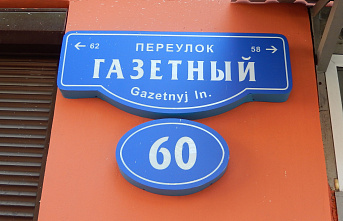 ПЕРЕУЛОК
← 62 58 →
ГАЗЕТНЫЙ
Gazetnyj ln.
60